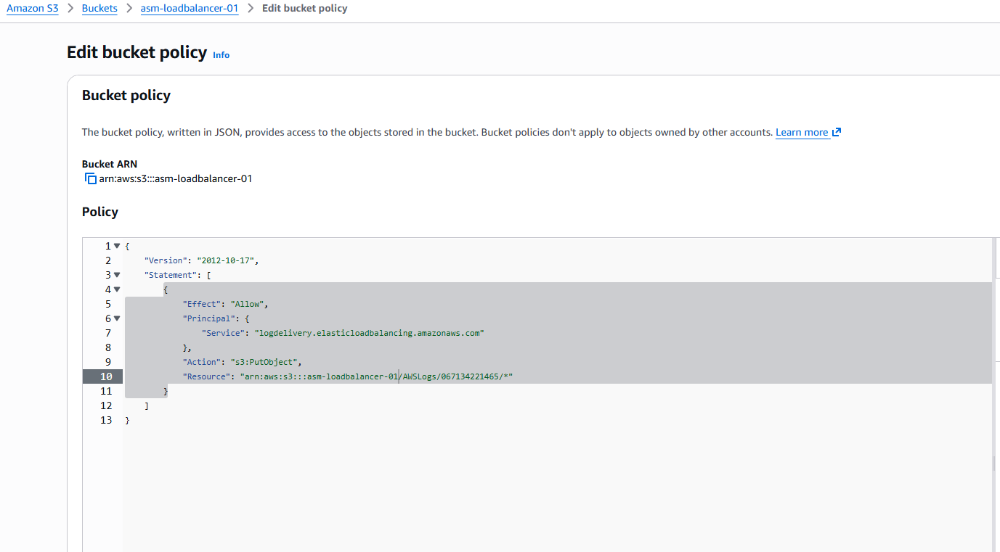 Amazon S3 > Buckets > asm-loadbalancer-01 > Edit bucket policy
Edit bucket policy Info
Bucket policy
The bucket policy, written in JSON, provides access to the objects stored in the bucket. Bucket policies don't apply to objects owned by other accounts. Learn more
Bucket ARN
arn:aws:s3:::asm-loadbalancer-01
Policy
1 {
2 "Version": "2012-10-17",
3 "Statement": [
4 {
5 "Effect": "Allow",
6 "Principal": {
7 "Service": "logdelivery.elasticloadbalancing.amazonaws.com"
8 },
9 "Action": "s3:PutObject",
10 "Resource": "arn:aws:s3:::asm-loadbalancer-01/AWSLogs/067134221465/*"
11 }
12 ]
13 }